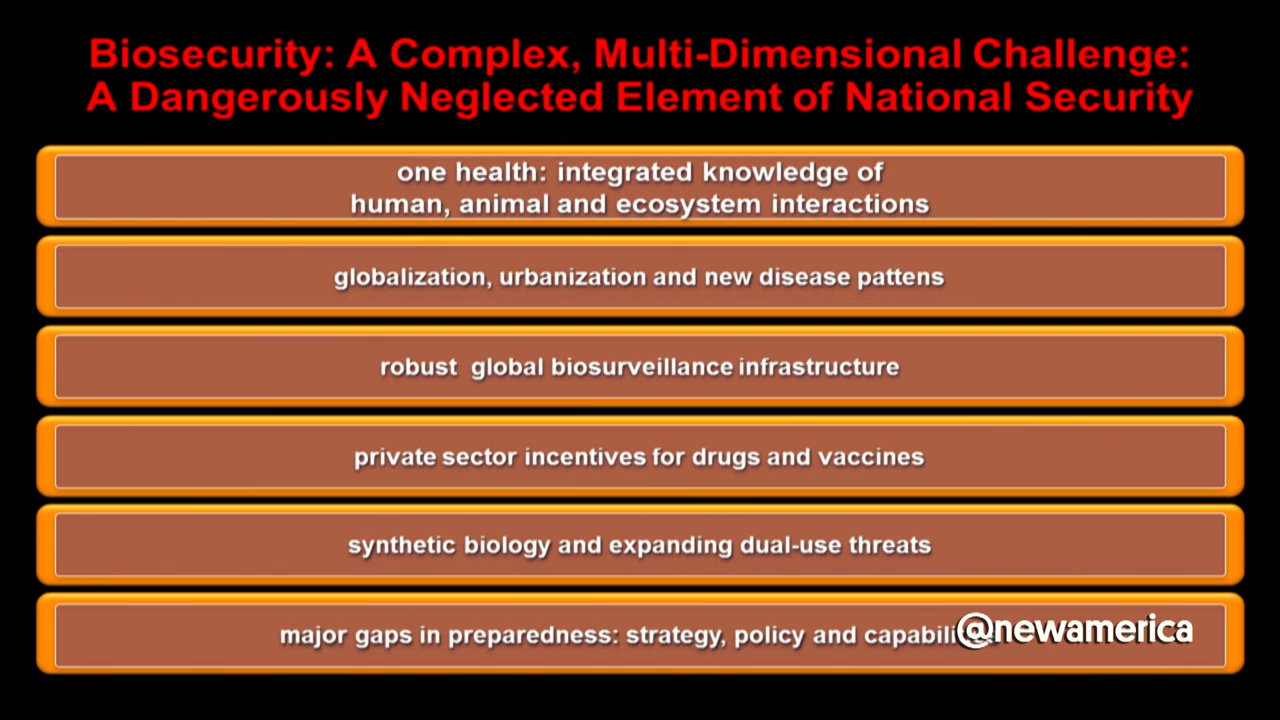 Biosecurity: A Complex, Multi-Dimensional Challenge:
A Dangerously Neglected Element of National Security
one health: integrated knowledge of
human, animal and ecosystem interactions
globalization, urbanization and new disease pattens
robust global biosurveillance infrastructure
private sector incentives for drugs and vaccines
synthetic biology and expanding dual-use threats
major gaps in preparedness: strategy, policy and
@newamerica